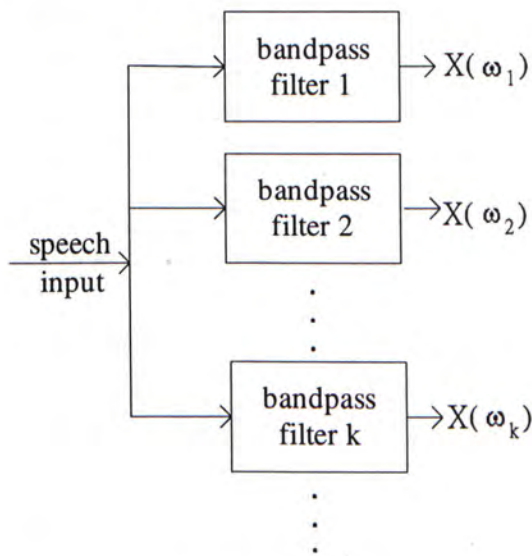 bandpass
filter 1
X(ω₁)
bandpass
filter 2
X(ω₂)
speech
input
bandpass
filter k
X(ωₖ)